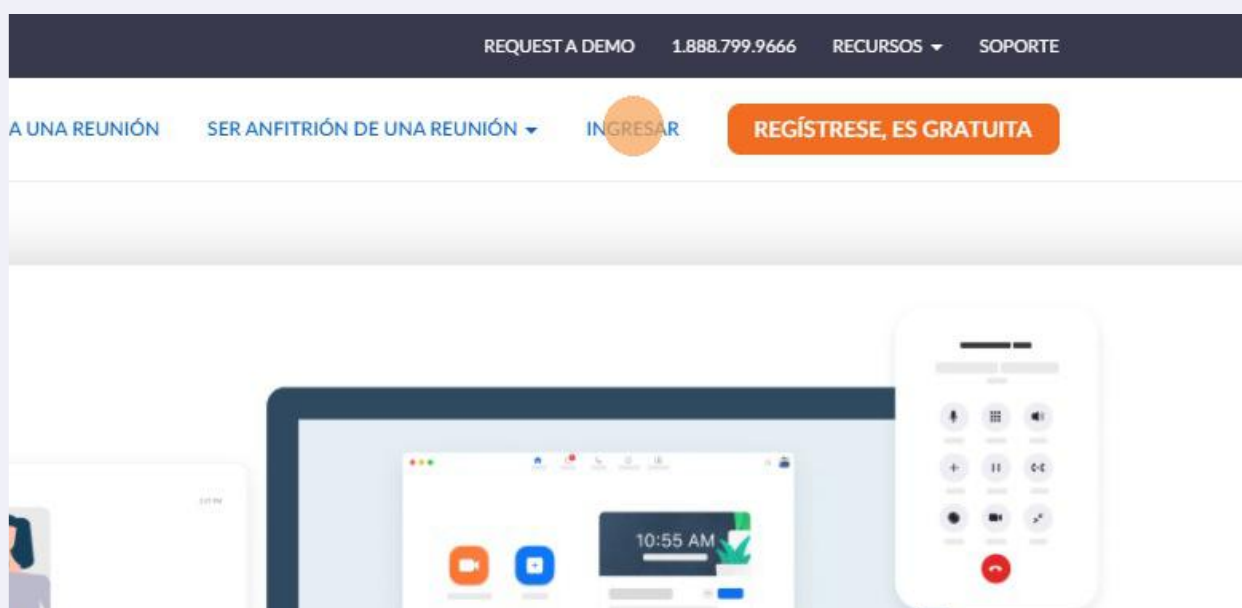 REQUEST A DEMO 1.888.799.9666 RECURSOS SOPORTE
A UNA REUNIÓN SER ANFITRIÓN DE UNA REUNIÓN INGRESAR REGÍSTRESE, ES GRATUITA
10:55 AM